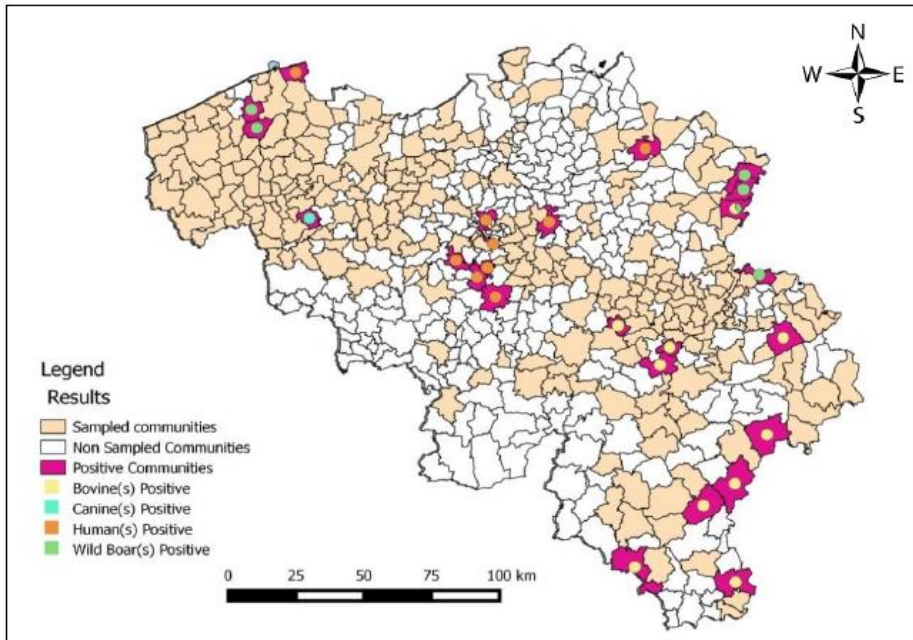 N
W E
S
Legend
Results
Sampled communities
Non Sampled Communities
Positive Communities
Bovine(s) Positive
Canine(s) Positive
Human(s) Positive
Wild Boar(s) Positive
0 25 50 75 100 km